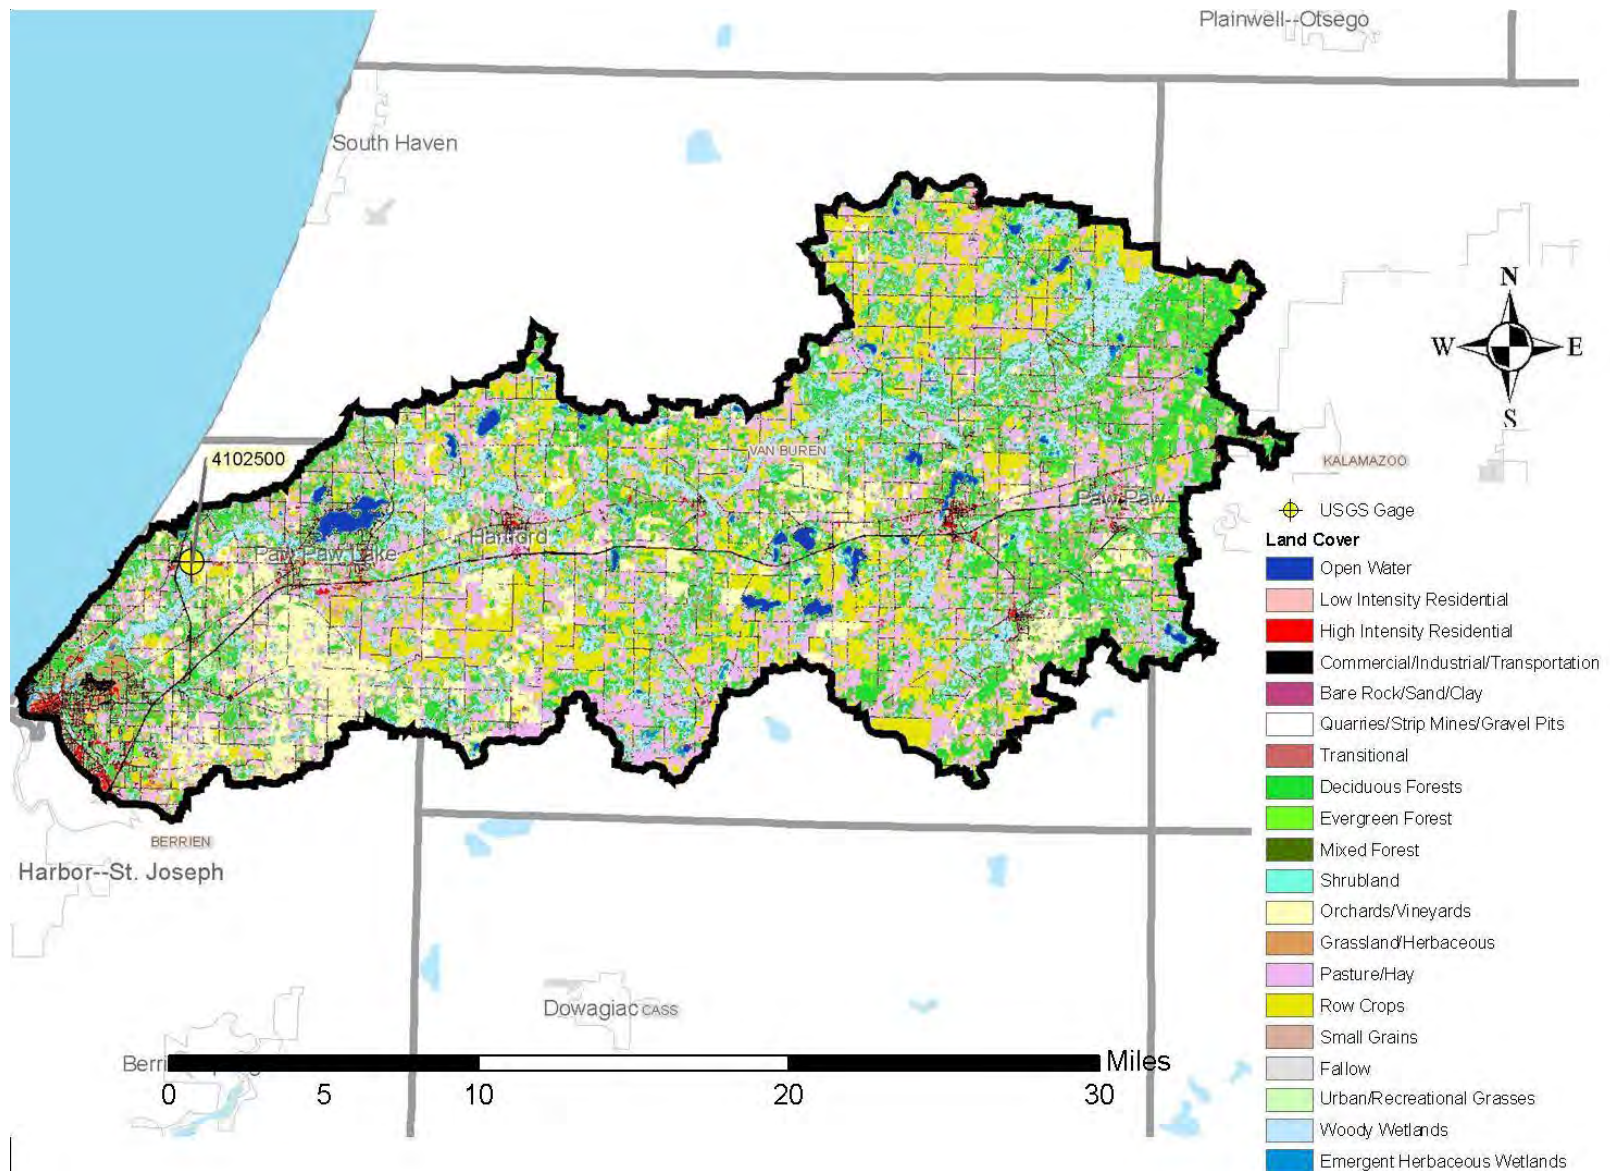 Plainwell--Otsego
South Haven
N
W E
S
4102500
VAN BUREN
KALAMAZOO
Paw Paw
USGS Gage
Hartford
Land Cover
Paw Paw Lake
Open Water
Low Intensity Residential
High Intensity Residential
Commercial/Industrial/Transportation
Bare Rock/Sand/Clay
Quarries/Strip Mines/Gravel Pits
Transitional
Deciduous Forests
Evergreen Forest
BERRIEN
Mixed Forest
Harbor--St. Joseph
Shrubland
Orchards/Vineyards
Grassland/Herbaceous
Pasture/Hay
Dowagiac CASS
Row Crops
Small Grains
Miles
Fallow
0 5 10 20 30
Urban/Recreational Grasses
Woody Wetlands
Emergent Herbaceous Wetlands